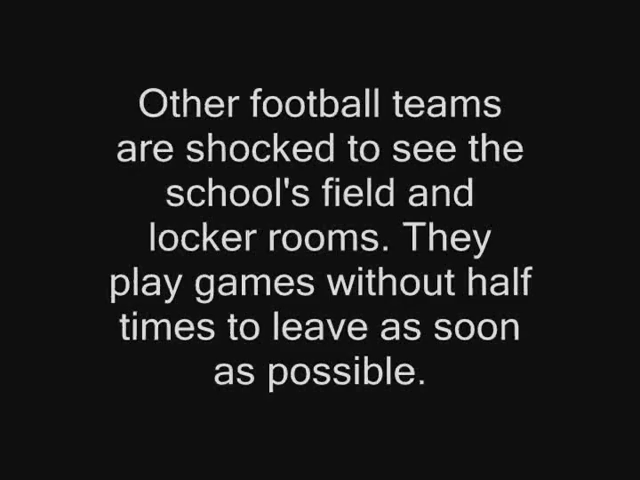 Other football teams
are shocked to see the
school's field and
locker rooms. They
play games without half
times to leave as soon
as possible.